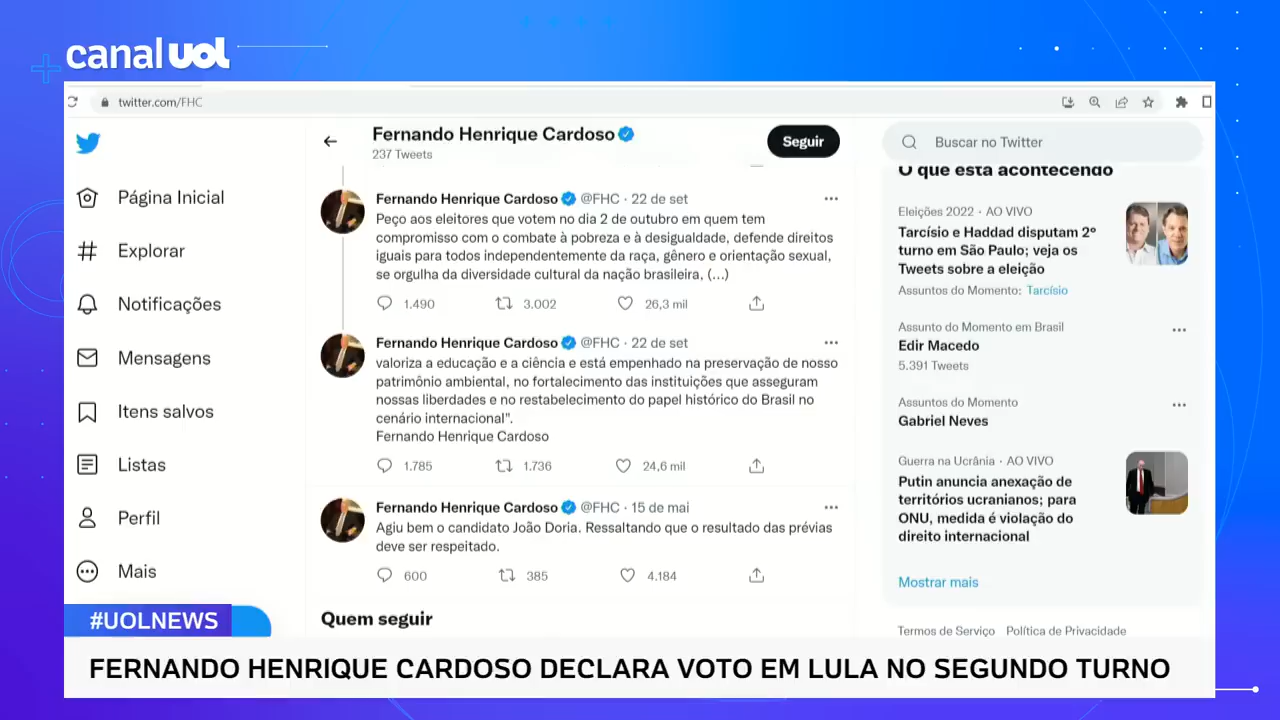 canal uol
twitter.com/FHC
Página Inicial
Explorar
Notificações
Mensagens
Itens salvos
Listas
Perfil
Mais
Fernando Henrique Cardoso
237 Tweets
Seguir
Fernando Henrique Cardoso @FHC · 22 de set
Peço aos eleitores que votem no dia 2 de outubro em quem tem
compromisso com o combate à pobreza e à desigualdade, defende direitos
iguais para todos independentemente da raça, gênero e orientação sexual,
se orgulha da diversidade cultural da nação brasileira, (...)
1.490 3.002 26,3 mil
Fernando Henrique Cardoso @FHC · 22 de set
valoriza a educação e a ciência e está empenhado na preservação de nosso
patrimônio ambiental, no fortalecimento das instituições que asseguram
nossas liberdades e no restabelecimento do papel histórico do Brasil no
cenário internacional".
Fernando Henrique Cardoso
1.785 1.736 24,6 mil
Fernando Henrique Cardoso @FHC · 15 de mai
Agiu bem o candidato João Doria. Ressaltando que o resultado das prévias
deve ser respeitado.
600 385 4.184
Quem seguir
Buscar no Twitter
O que está acontecendo
Eleições 2022 · AO VIVO
Tarcísio e Haddad disputam 2º
turno em São Paulo; veja os
Tweets sobre a eleição
Assuntos do Momento: Tarcísio
Assunto do Momento em Brasil
Edir Macedo
5.391 Tweets
Assuntos do Momento
Gabriel Neves
Guerra na Ucrânia · AO VIVO
Putin anuncia anexação de
territórios ucranianos; para
ONU, medida é violação do
direito internacional
Mostrar mais
Termos de Serviço Política de Privacidade
#UOLNEWS
FERNANDO HENRIQUE CARDOSO DECLARA VOTO EM LULA NO SEGUNDO TURNO